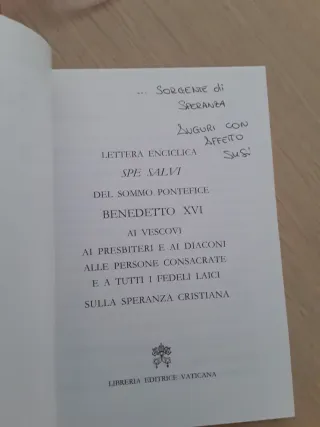 ... SORGENTE di
SPERANZA
AUGURI CON
AFFETTO
SUSI
LETTERA ENCICLICA
SPE SALVI
DEL SOMMO PONTEFICE
BENEDETTO XVI
AI VESCOVI
AI PRESBITERI E AI DIACONI
ALLE PERSONE CONSACRATE
E A TUTTI I FEDELI LAICI
SULLA SPERANZA CRISTIANA
LIBRERIA EDITRICE VATICANA